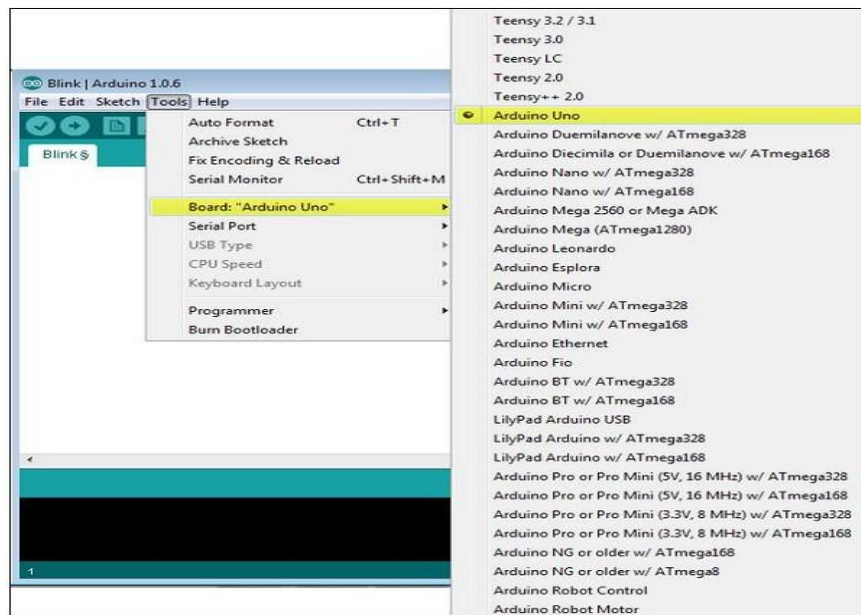 Blink | Arduino 1.0.6
File Edit Sketch Tools Help
Blink §
Auto Format Ctrl+T
Archive Sketch
Fix Encoding & Reload
Serial Monitor Ctrl+Shift+M
Board: "Arduino Uno"
Serial Port
USB Type
CPU Speed
Keyboard Layout
Programmer
Burn Bootloader
1
Teensy 3.2 / 3.1
Teensy 3.0
Teensy LC
Teensy 2.0
Teensy++ 2.0
Arduino Uno
Arduino Duemilanove w/ ATmega328
Arduino Diecimila or Duemilanove w/ ATmega168
Arduino Nano w/ ATmega328
Arduino Nano w/ ATmega168
Arduino Mega 2560 or Mega ADK
Arduino Mega (ATmega1280)
Arduino Leonardo
Arduino Esplora
Arduino Micro
Arduino Mini w/ ATmega328
Arduino Mini w/ ATmega168
Arduino Ethernet
Arduino Fio
Arduino BT w/ ATmega328
Arduino BT w/ ATmega168
LilyPad Arduino USB
LilyPad Arduino w/ ATmega328
LilyPad Arduino w/ ATmega168
Arduino Pro or Pro Mini (5V, 16 MHz) w/ ATmega328
Arduino Pro or Pro Mini (5V, 16 MHz) w/ ATmega168
Arduino Pro or Pro Mini (3.3V, 8 MHz) w/ ATmega328
Arduino Pro or Pro Mini (3.3V, 8 MHz) w/ ATmega168
Arduino NG or older w/ ATmega168
Arduino NG or older w/ ATmega8
Arduino Robot Control
Arduino Robot Motor